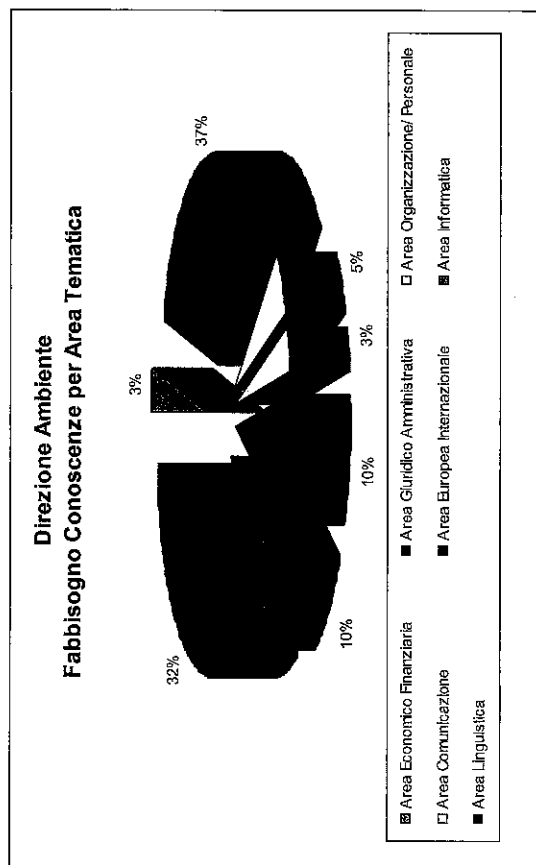 Direzione Ambiente
Fabbisogno Conoscenze per Area Tematica
3%
37%
32%
5%
3%
10%
10%
Area Economico Finanziaria
Area Giuridico Amministrativa
Area Organizzazione/ Personale
Area Comunicazione
Area Europea Internazionale
Area Informatica
Area Linguistica